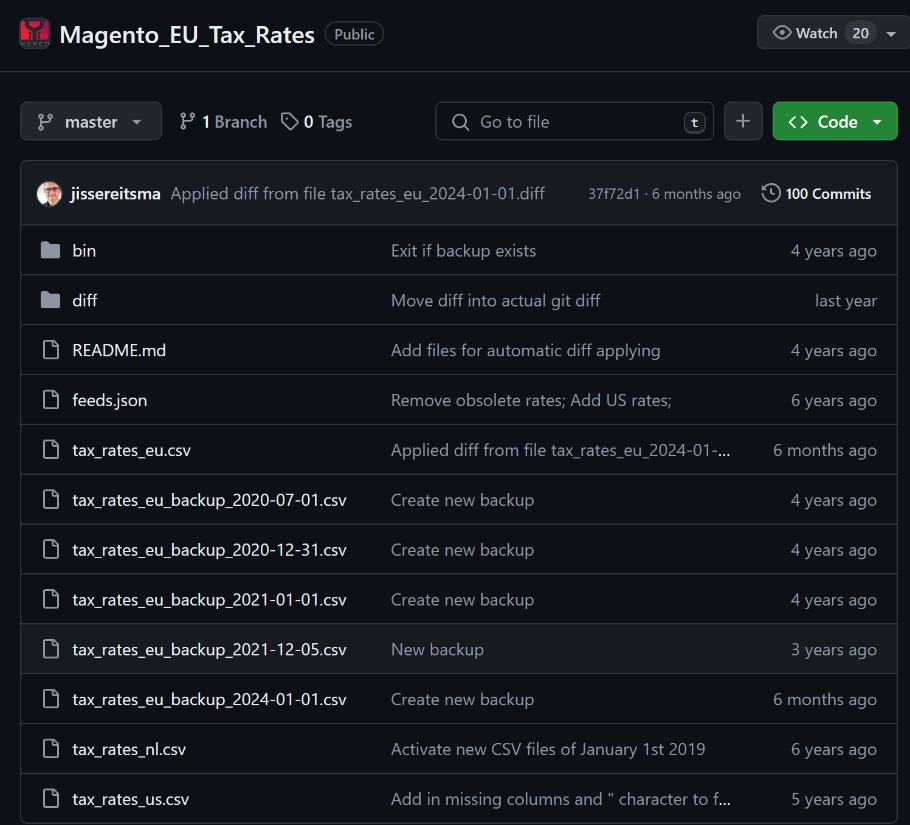 Magento_EU_Tax_Rates Public Watch 20
master 1 Branch 0 Tags Go to file t Code
jissereitsma Applied diff from file tax_rates_eu_2024-01-01.diff 37f72d1 · 6 months ago 100 Commits
bin Exit if backup exists 4 years ago
diff Move diff into actual git diff last year
README.md Add files for automatic diff applying 4 years ago
feeds.json Remove obsolete rates; Add US rates; 6 years ago
tax_rates_eu.csv Applied diff from file tax_rates_eu_2024-01-... 6 months ago
tax_rates_eu_backup_2020-07-01.csv Create new backup 4 years ago
tax_rates_eu_backup_2020-12-31.csv Create new backup 4 years ago
tax_rates_eu_backup_2021-01-01.csv Create new backup 4 years ago
tax_rates_eu_backup_2021-12-05.csv New backup 3 years ago
tax_rates_eu_backup_2024-01-01.csv Create new backup 6 months ago
tax_rates_nl.csv Activate new CSV files of January 1st 2019 6 years ago
tax_rates_us.csv Add in missing columns and " character to f... 5 years ago